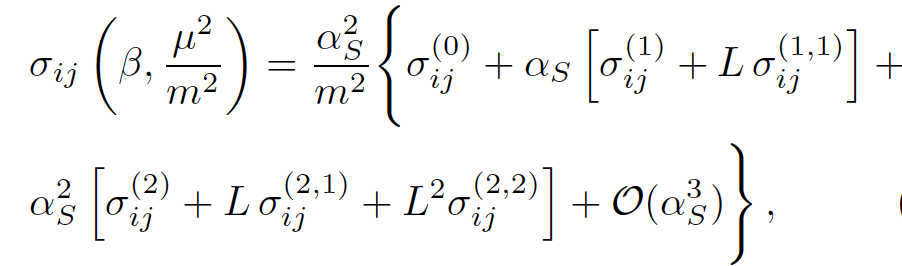 σ_{ij} (β, μ²/m²) = α_S²/m² { σ_{ij}^{(0)} + α_S [ σ_{ij}^{(1)} + L σ_{ij}^{(1,1)} ] +
α_S² [ σ_{ij}^{(2)} + L σ_{ij}^{(2,1)} + L² σ_{ij}^{(2,2)} ] + 𝒪(α_S³) } , (